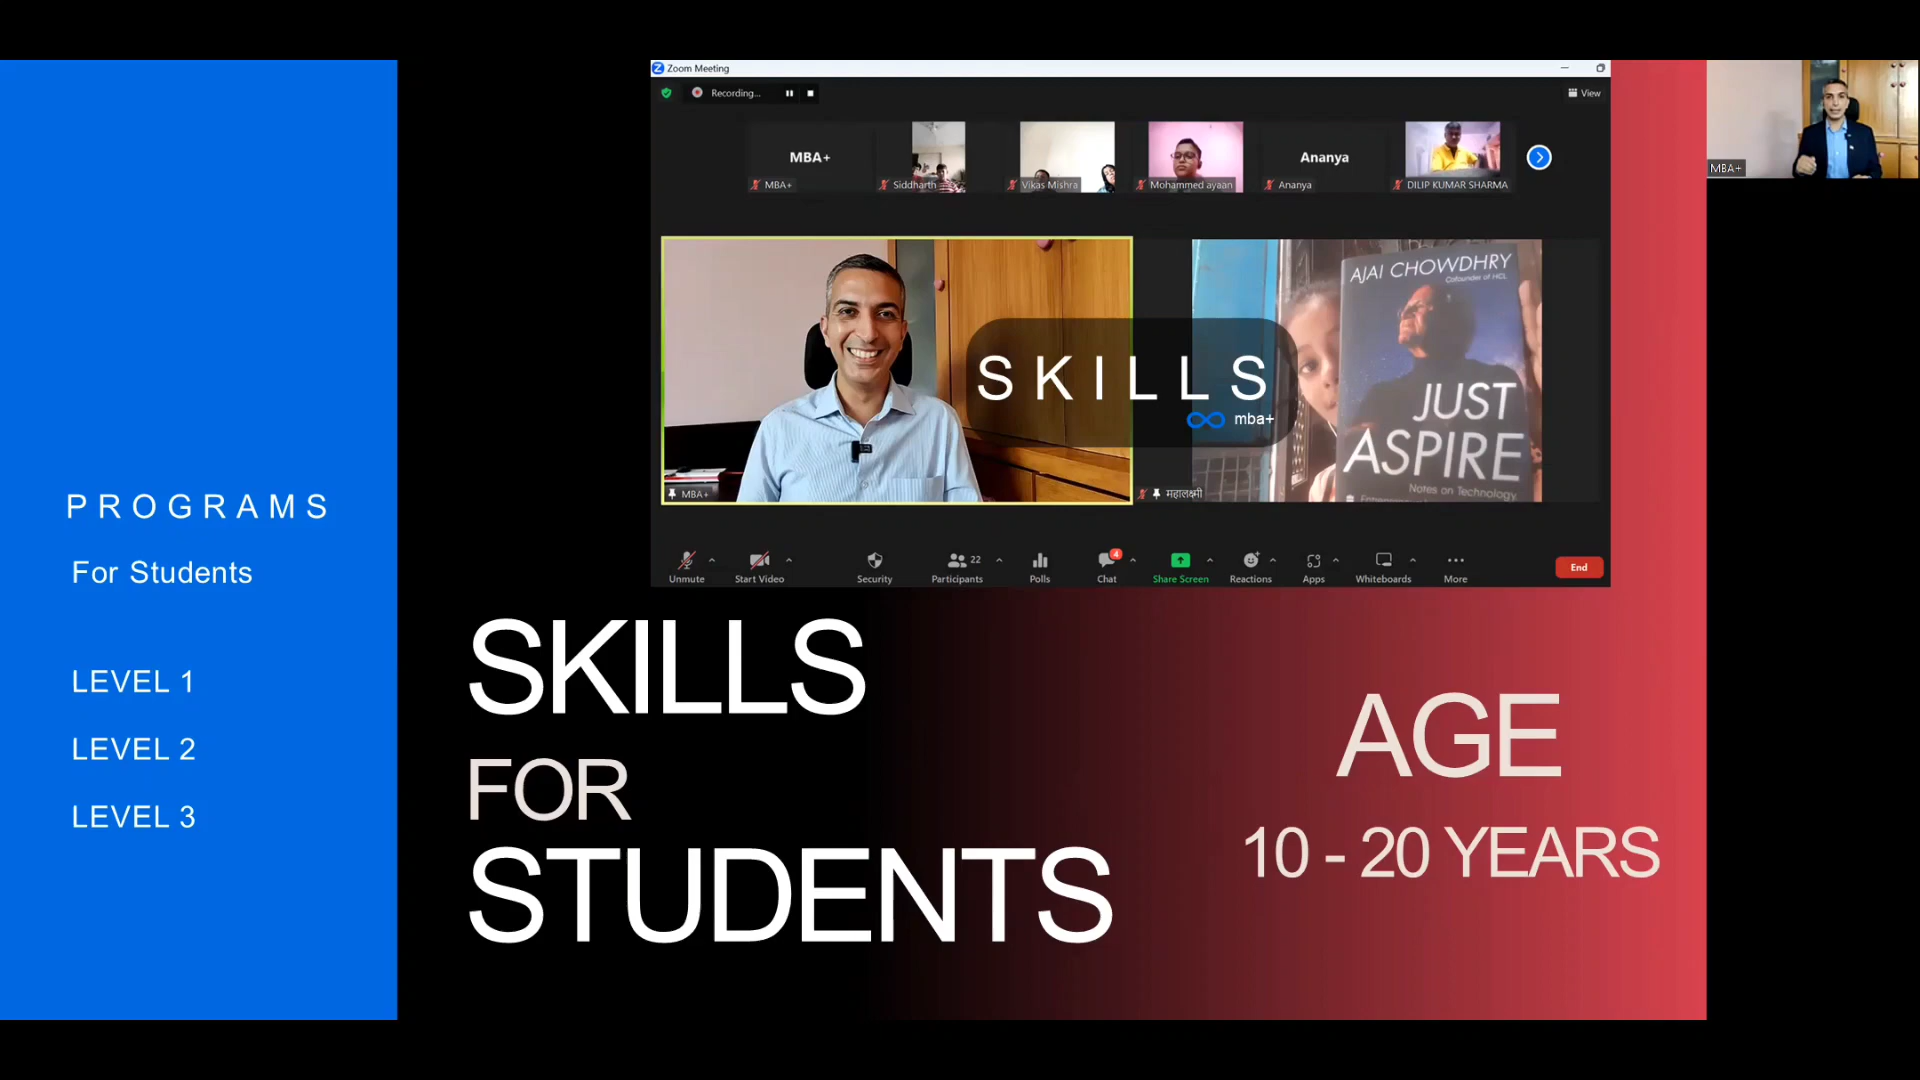 PROGRAMS
For Students
LEVEL 1
LEVEL 2
LEVEL 3
Zoom Meeting
Recording...
View
MBA+
Ananya
MBA+
Siddharth
Vikas Mishra
Mohammed ayaan
Ananya
DILIP KUMAR SHARMA
MBA+
AJAI CHOWDHRY
Cofounder of HCL
JUST
ASPIRE
Notes on Technology,
SKILLS
mba+
MBA+
महालक्ष्मी
22
4
Unmute
Start Video
Security
Participants
Polls
Chat
Share Screen
Reactions
Apps
Whiteboards
More
End
SKILLS
FOR
STUDENTS
AGE
10 - 20 YEARS